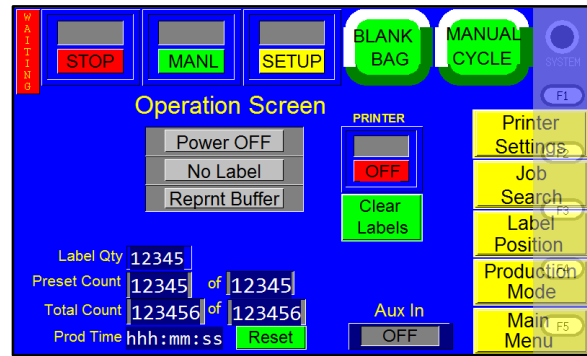 WAITING
STOP
MANL
SETUP
BLANK
BAG
MANUAL
CYCLE
SYSTEM
F1
Operation Screen
PRINTER
Power OFF
No Label
Reprnt Buffer
OFF
Clear
Labels
Printer
Settings
F2
Job
Search
F3
Label
Position
Production
Mode
F4
Main
Menu
F5
Label Qty 12345
Preset Count 12345 of 12345
Total Count 123456 of 123456
Prod Time hhh:mm:ss Reset
Aux In
OFF